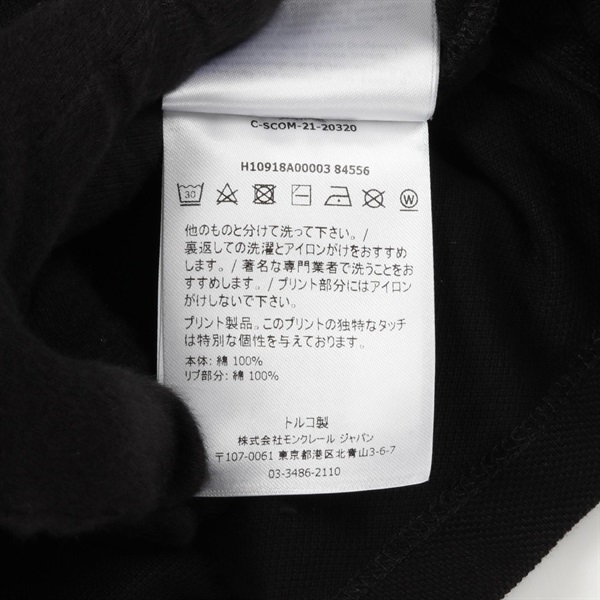 C-SCOM-21-20320
H10918A00003 84556
30
W
他のものと分けて洗って下さい。/
裏返しての洗濯とアイロンがけをおすすめ
します。/ 著名な専門業者で洗うことをお
すすめします。/ プリント部分にはアイロン
がけしないで下さい。
プリント製品。このプリントの独特なタッチ
は特別な個性を与えております。
本体: 綿 100%
リブ部分: 綿 100%
トルコ製
株式会社モンクレール ジャパン
〒107-0061 東京都港区北青山3-6-7
03-3486-2110